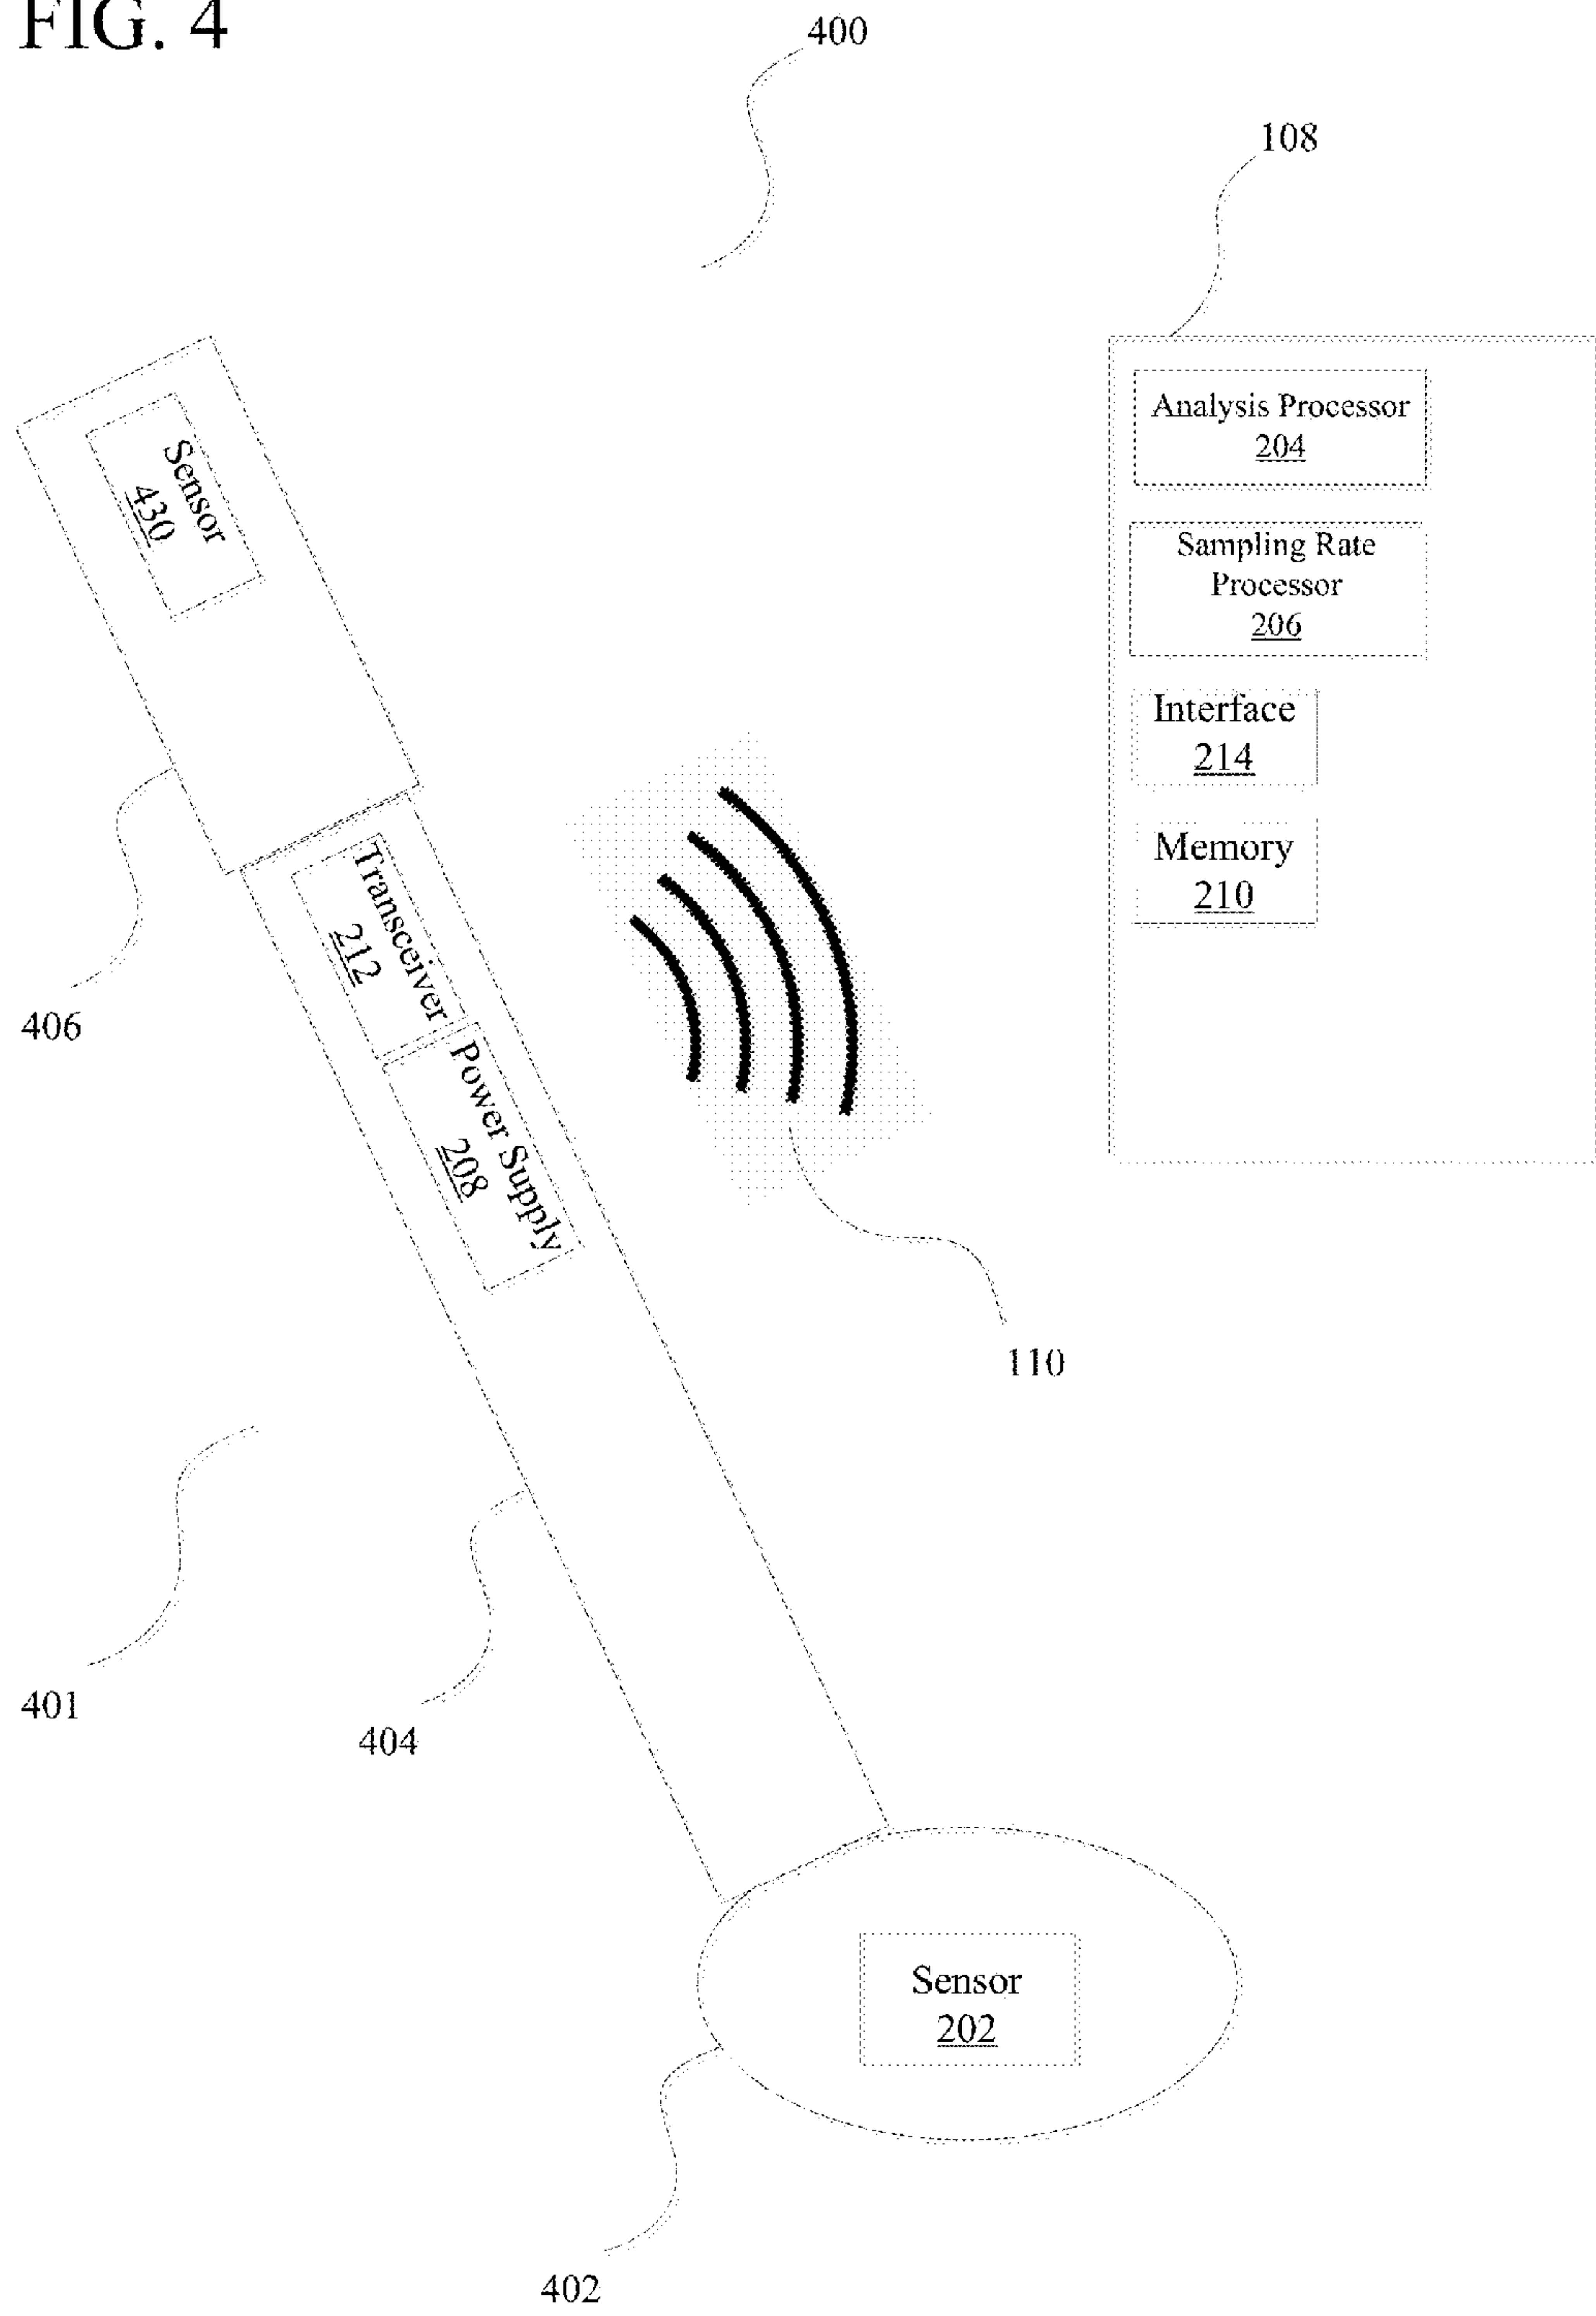 FIG. 4
400
108
Analysis Processor
204
Sampling Rate
Processor
206
Interface
214
Memory
210
Sensor
430
Transceiver
212
Power Supply
208
406
110
401
404
Sensor
202
402